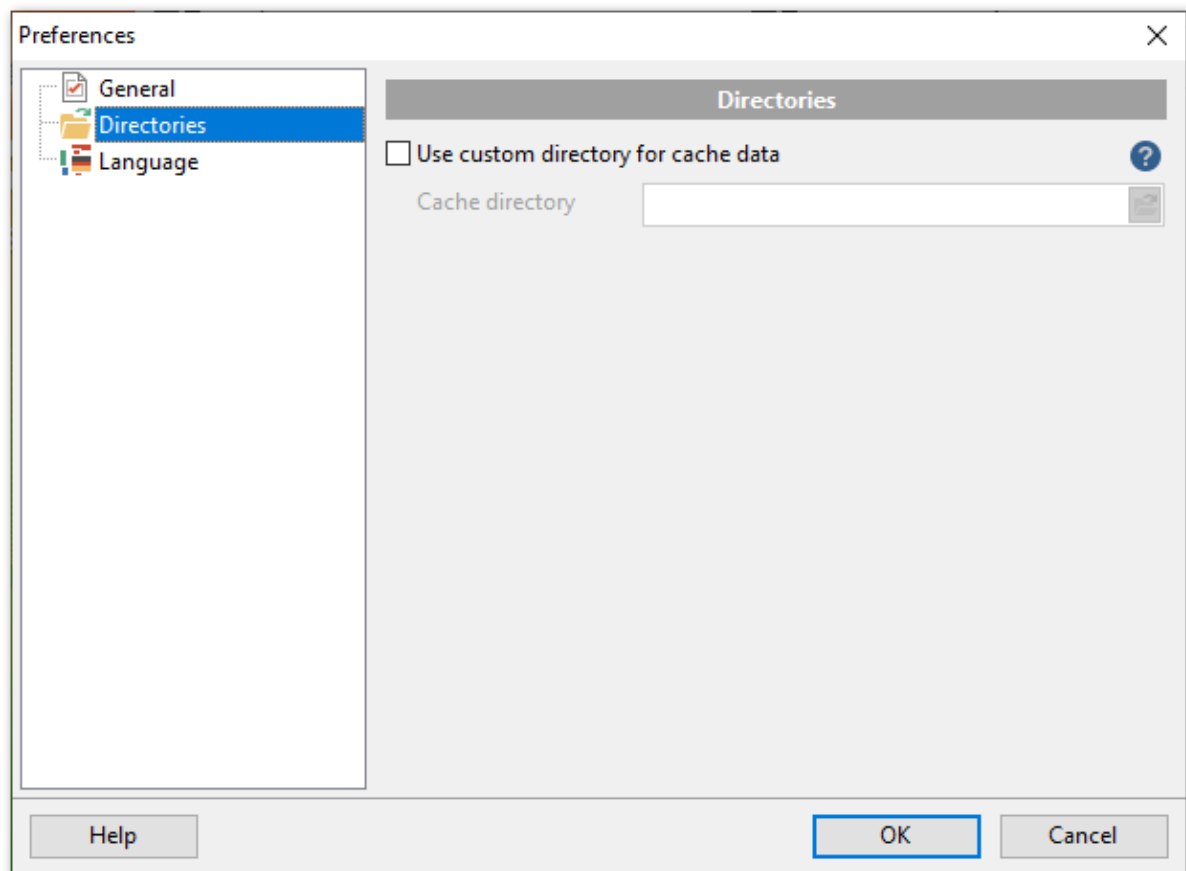 Preferences
General
Directories
Language
Directories
Use custom directory for cache data
?
Cache directory
Help
OK
Cancel